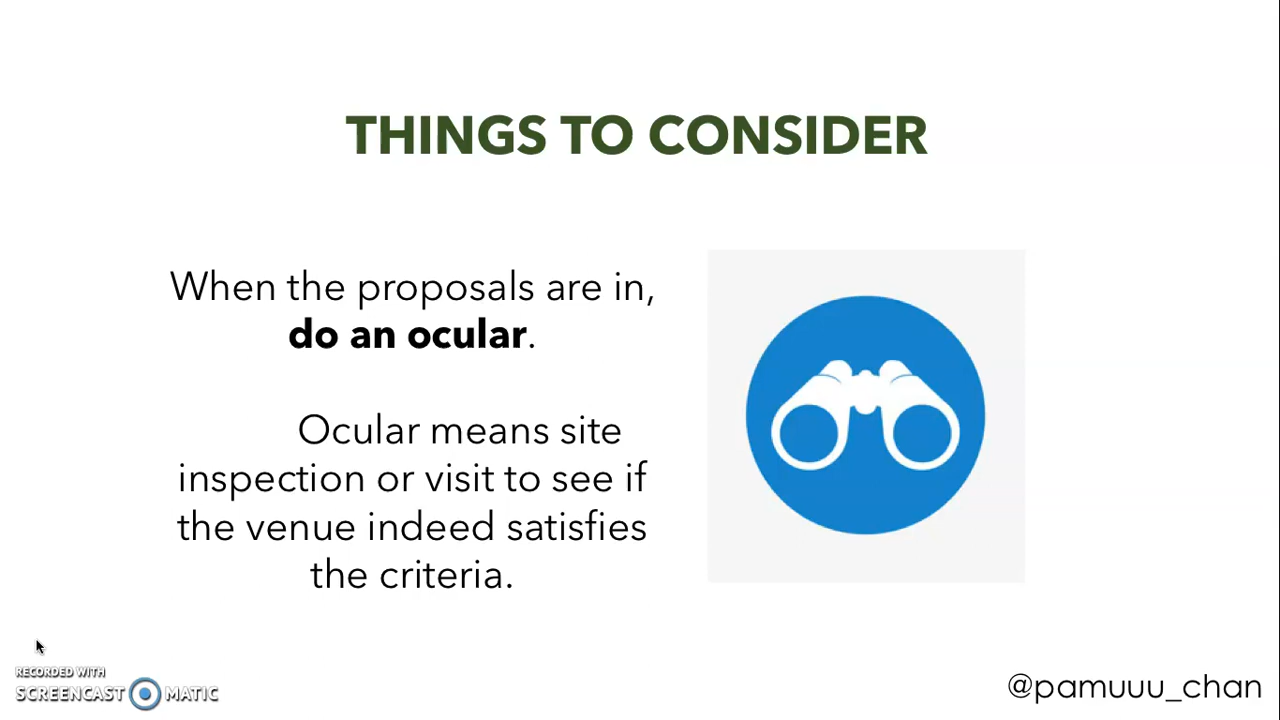 THINGS TO CONSIDER
When the proposals are in,
do an ocular.
Ocular means site
inspection or visit to see if
the venue indeed satisfies
the criteria.
RECORDED WITH
SCREENCAST MATIC
@pamuuu_chan